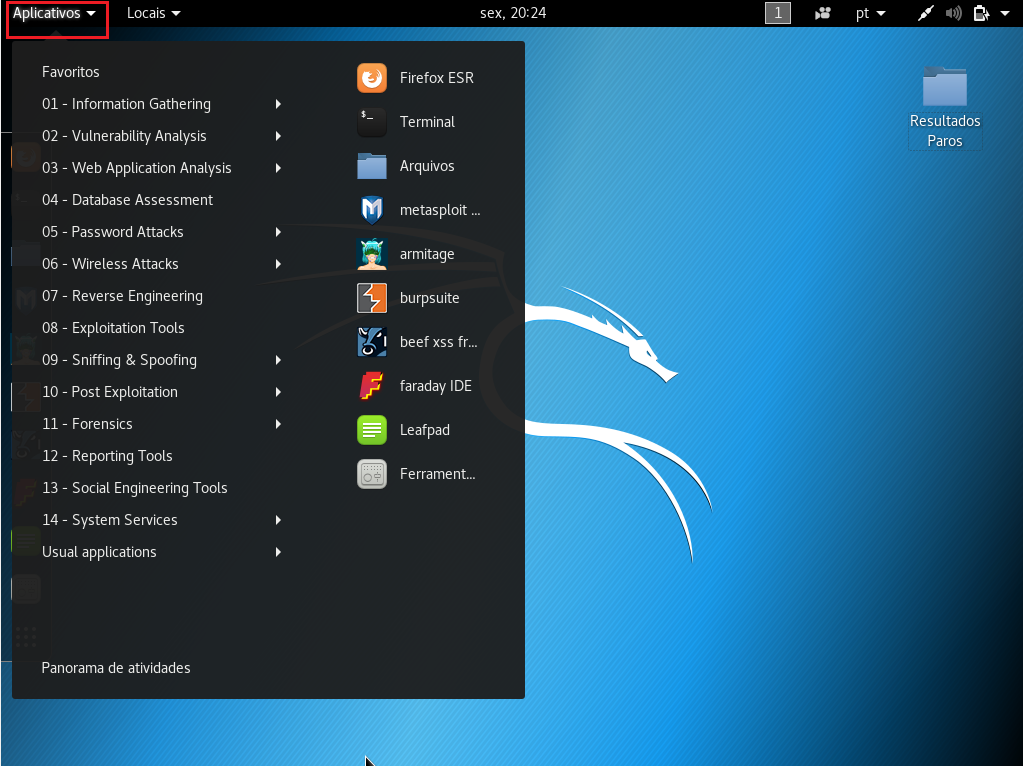 Aplicativos
Locais
sex, 20:24
1
pt
Favoritos
01 - Information Gathering
02 - Vulnerability Analysis
03 - Web Application Analysis
04 - Database Assessment
05 - Password Attacks
06 - Wireless Attacks
07 - Reverse Engineering
08 - Exploitation Tools
09 - Sniffing & Spoofing
10 - Post Exploitation
11 - Forensics
12 - Reporting Tools
13 - Social Engineering Tools
14 - System Services
Usual applications
Panorama de atividades
Firefox ESR
$_
Terminal
Arquivos
metasploit ...
armitage
burpsuite
beef xss fr...
faraday IDE
Leafpad
Ferrament...
Resultados
Paros